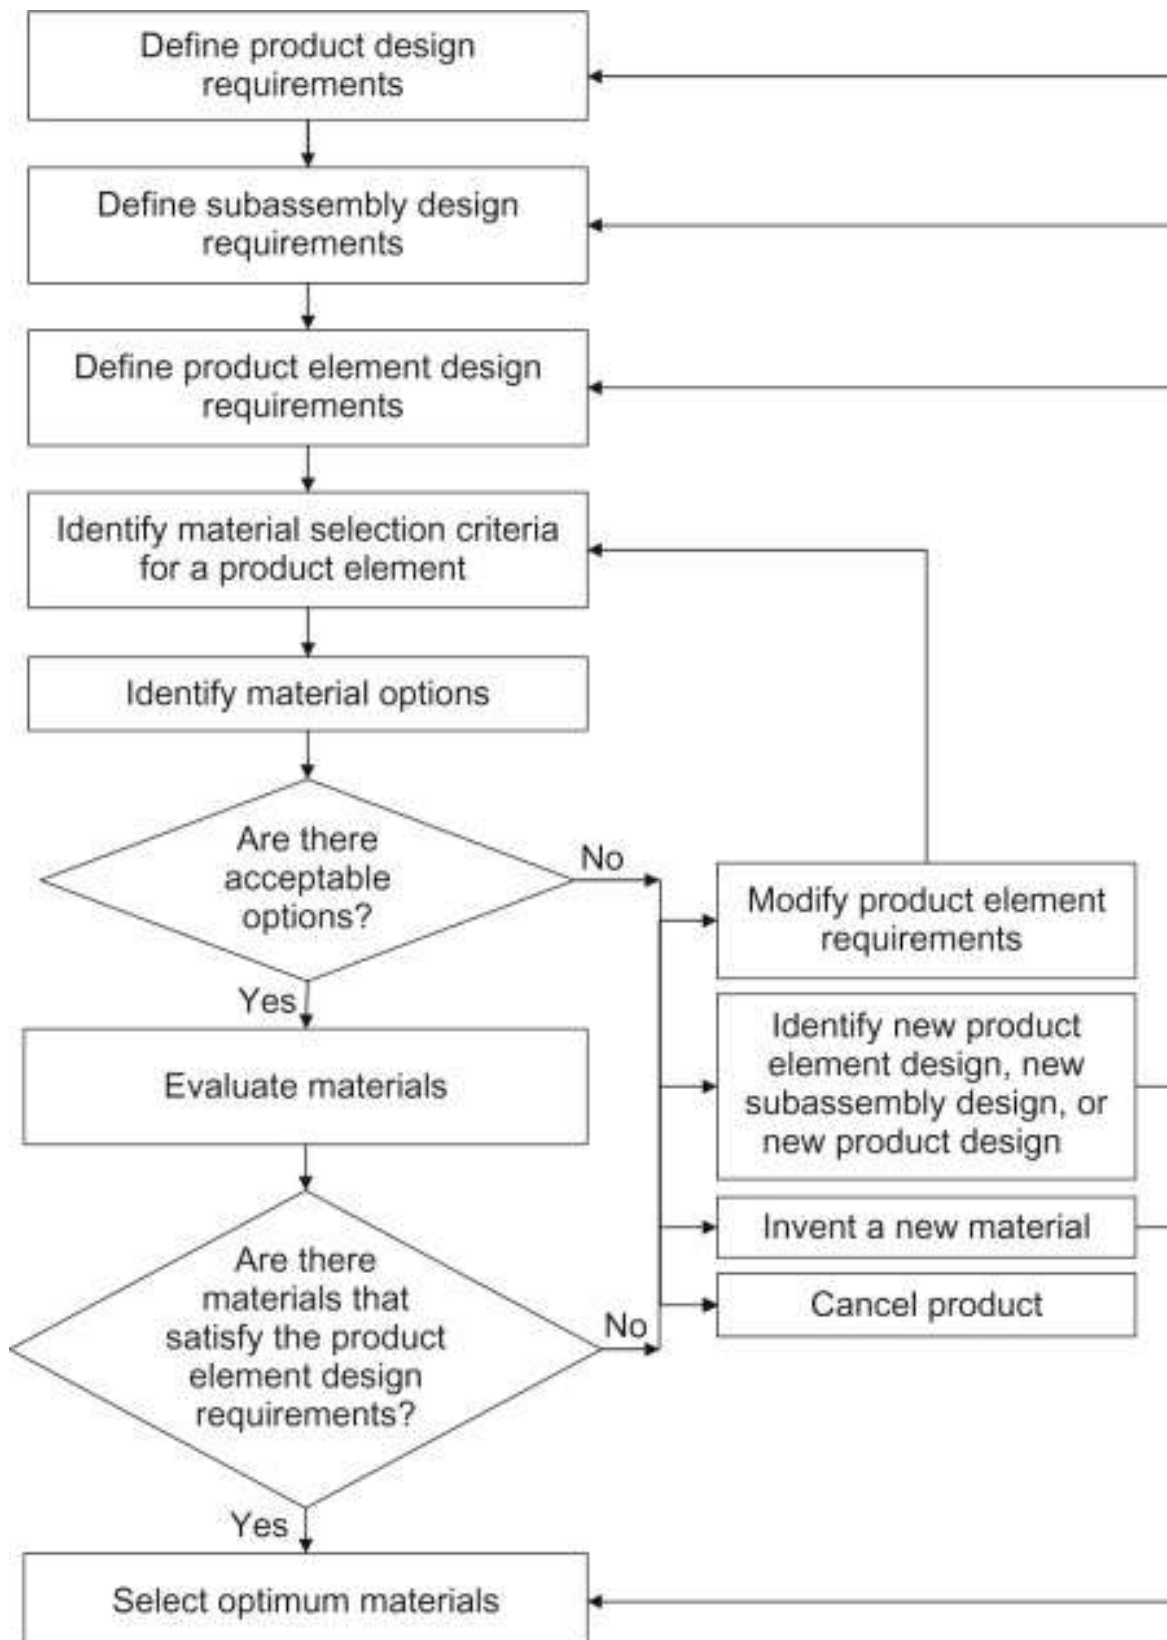 Define product design
requirements
Define subassembly design
requirements
Define product element design
requirements
Identify material selection criteria
for a product element
Identify material options
Are there
acceptable
options?
No
Yes
Modify product element
requirements
Identify new product
element design, new
subassembly design, or
new product design
Evaluate materials
Invent a new material
Cancel product
Are there
materials that
satisfy the product
element design
requirements?
No
Yes
Select optimum materials